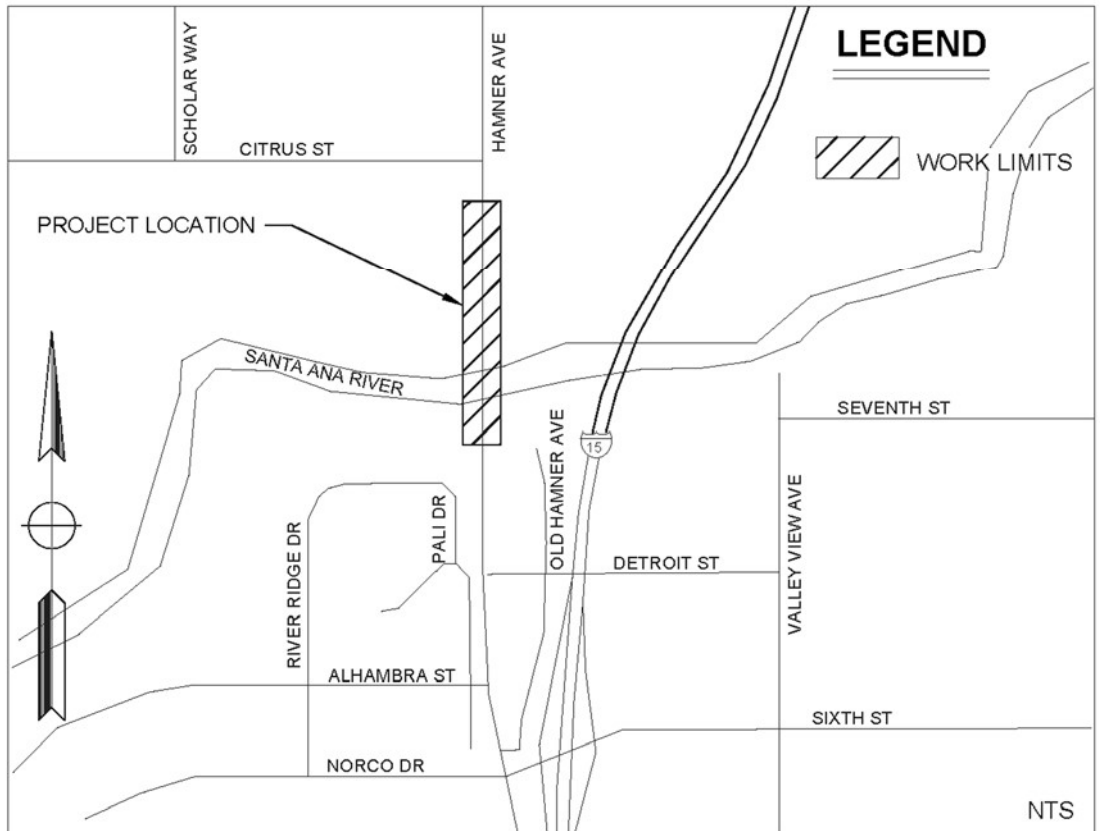 SCHOLAR WAY
HAMNER AVE
LEGEND
CITRUS ST
WORK LIMITS
PROJECT LOCATION
SANTA ANA RIVER
SEVENTH ST
15
OLD HAMNER AVE
PALI DR
DETROIT ST
VALLEY VIEW AVE
RIVER RIDGE DR
ALHAMBRA ST
SIXTH ST
NORCO DR
NTS